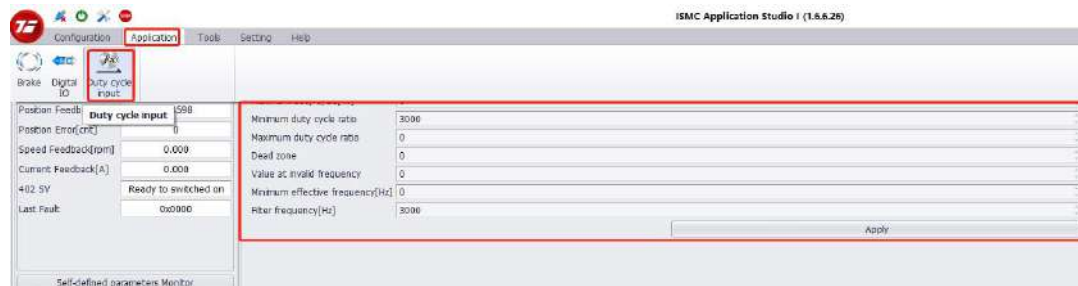 ISMC Application Studio I (1.6.6.26)
Configuration Application Tools Setting Help
Brake Digital IO Duty cycle input
Duty cycle input
Position Feedb 598
Position Error[cnt] 0
Speed Feedback[rpm] 0.000
Current Feedback[A] 0.000
402 SV Ready to switched on
Last Fault 0x0000
Self-defined parameters Monitor
Minimum duty cycle ratio 3000
Maximum duty cycle ratio 0
Dead zone 0
Value at invalid frequency 0
Minimum effective frequency[Hz] 0
Filter frequency[Hz] 3000
Apply